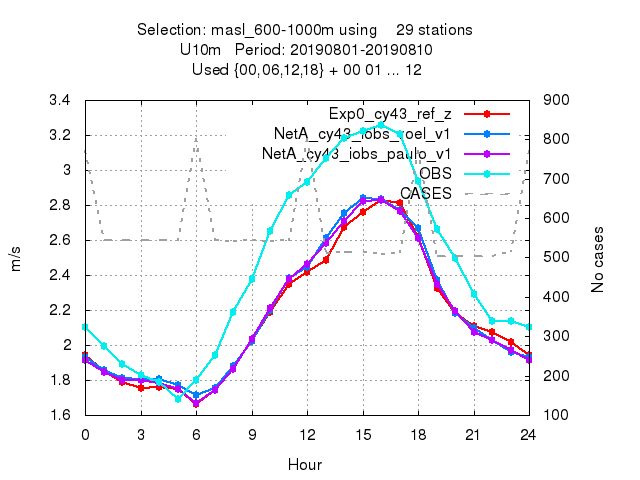 Selection: masl_600-1000m using 29 stations
U10m Period: 20190801-20190810
Used {00,06,12,18} + 00 01 ... 12
3.4
3.2
3
2.8
2.6
2.4
2.2
2
1.8
1.6
m/s
900
800
700
600
500
400
300
200
100
No cases
Exp0_cy43_ref_z
NetA_cy43_iobs_noel_v1
NetA_cy43_iobs_paulo_v1
OBS
CASES
0 3 6 9 12 15 18 21 24
Hour